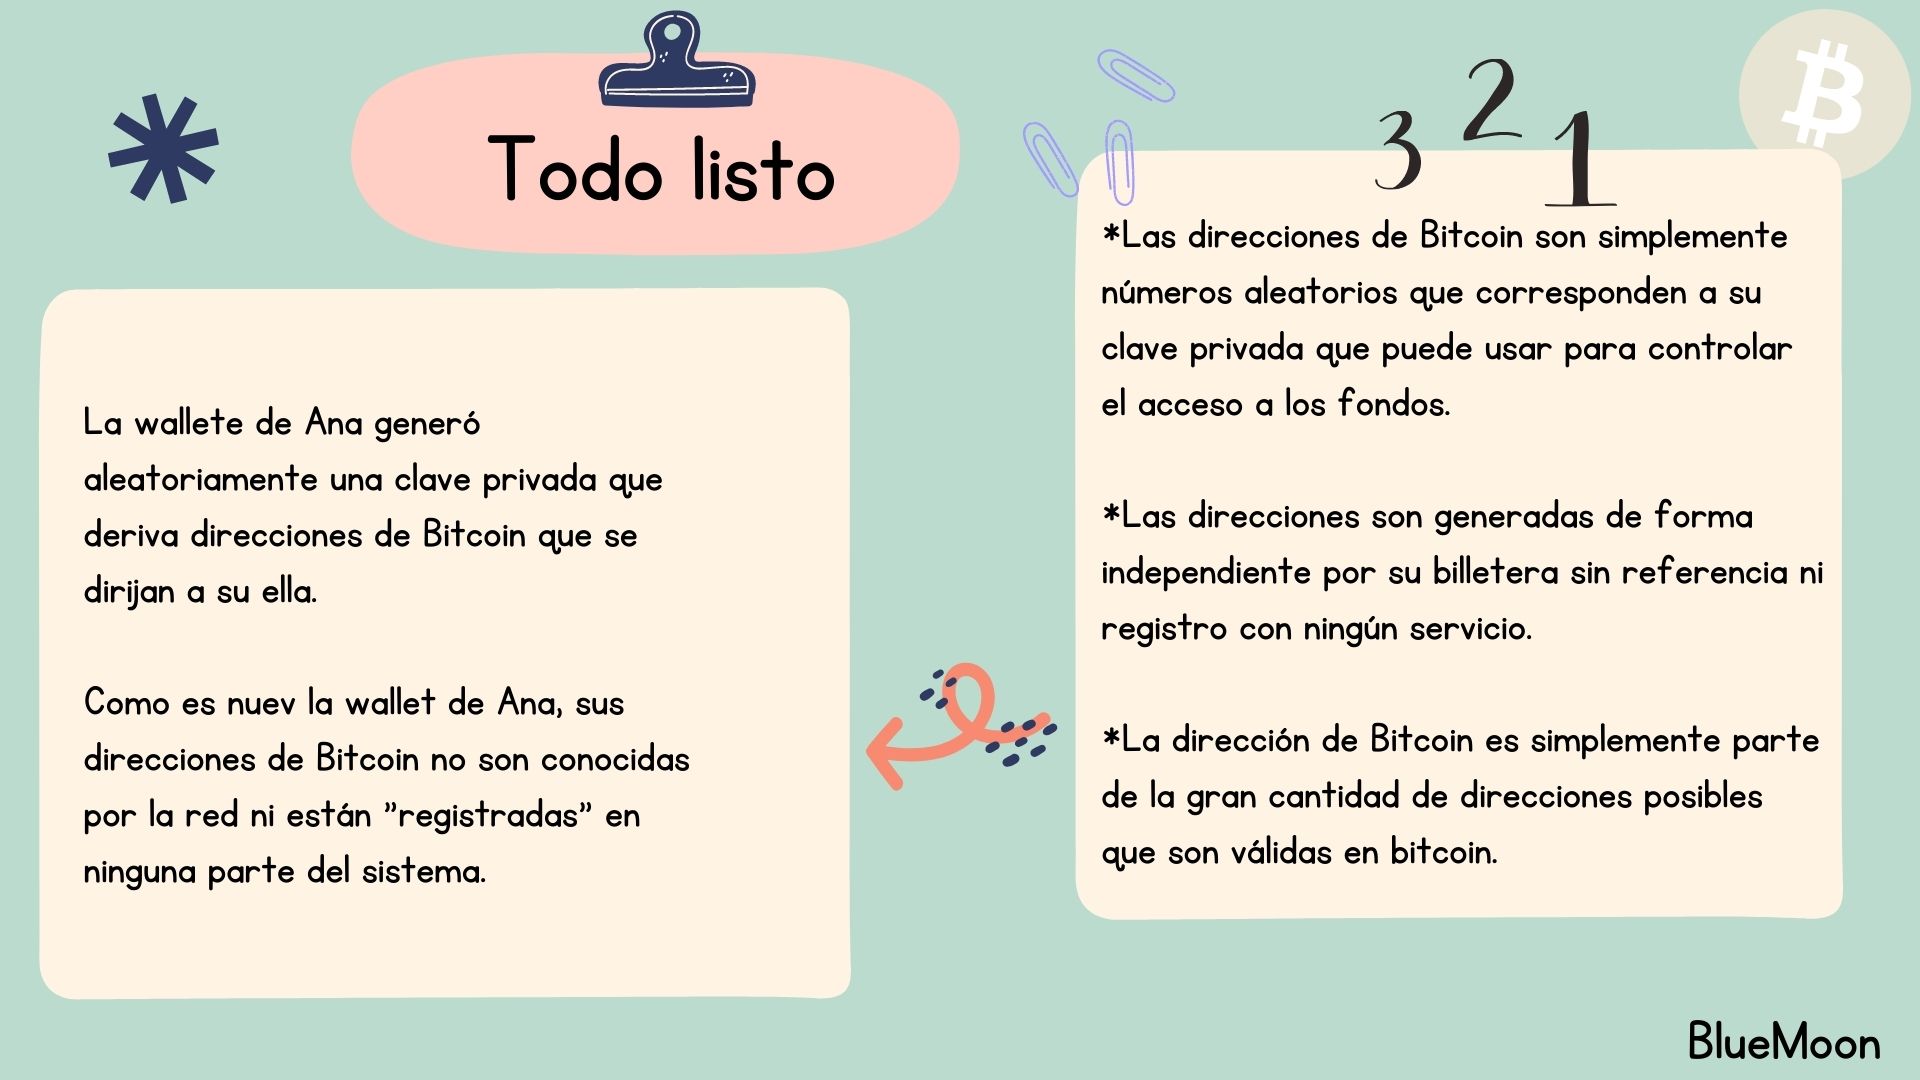 Todo listo
3 2 1
La wallete de Ana generó
aleatoriamente una clave privada que
deriva direcciones de Bitcoin que se
dirijan a su ella.
Como es nuev la wallet de Ana, sus
direcciones de Bitcoin no son conocidas
por la red ni están "registradas" en
ninguna parte del sistema.
*Las direcciones de Bitcoin son simplemente
números aleatorios que corresponden a su
clave privada que puede usar para controlar
el acceso a los fondos.
*Las direcciones son generadas de forma
independiente por su billetera sin referencia ni
registro con ningún servicio.
*La dirección de Bitcoin es simplemente parte
de la gran cantidad de direcciones posibles
que son válidas en bitcoin.
BlueMoon